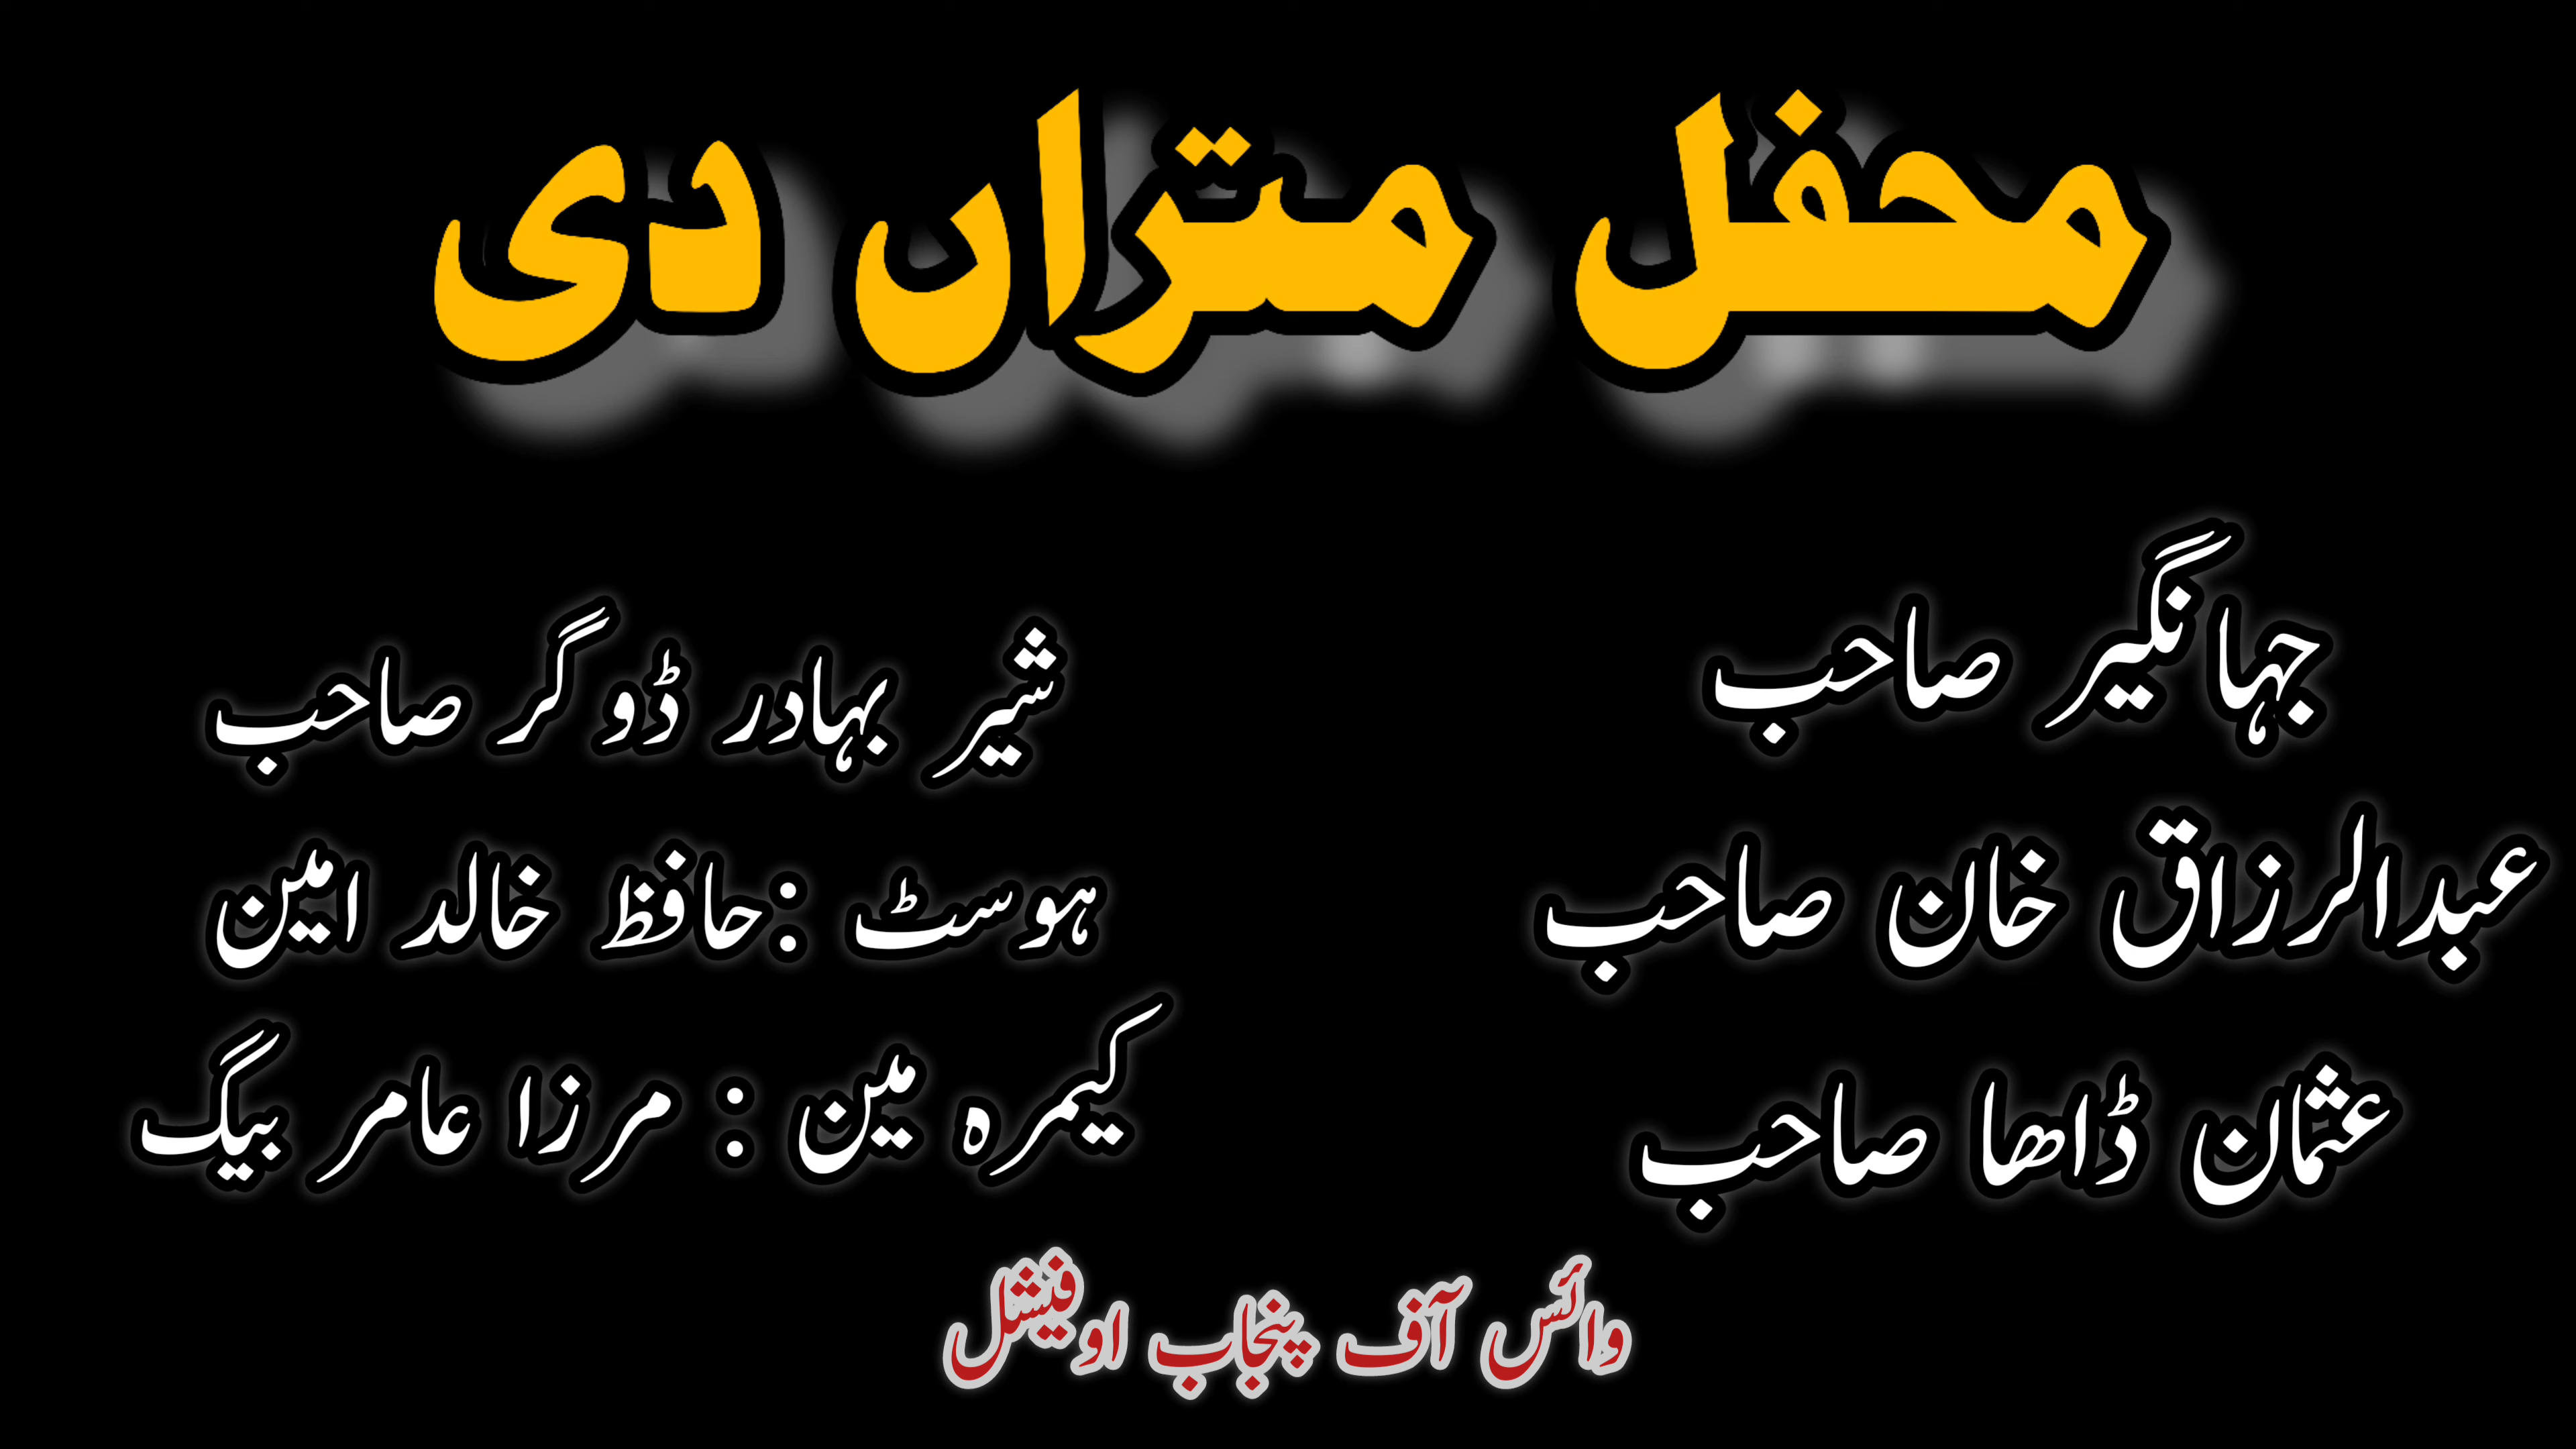 محفل متراں دی
جہانگیر صاحب
عبدالرزاق خان صاحب
عثمان ڈاھا صاحب
شیر بہادر ڈوگر صاحب
ہوسٹ :حافظ خالد امین
کیمرہ مین : مرزا عامر بیگ
وائس آف پنجاب اوفیشل